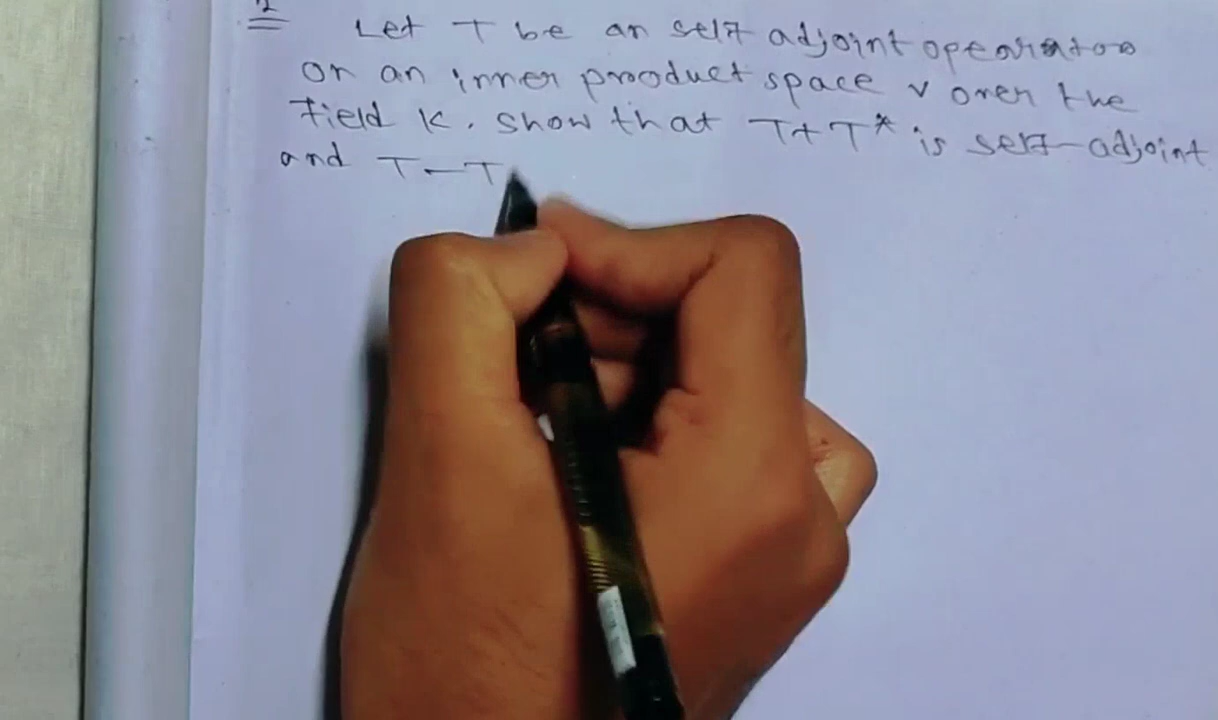 2 Let T be an self adjoint operator
on an inner product space V over the
field K. show that T+T* is self-adjoint
and T-T